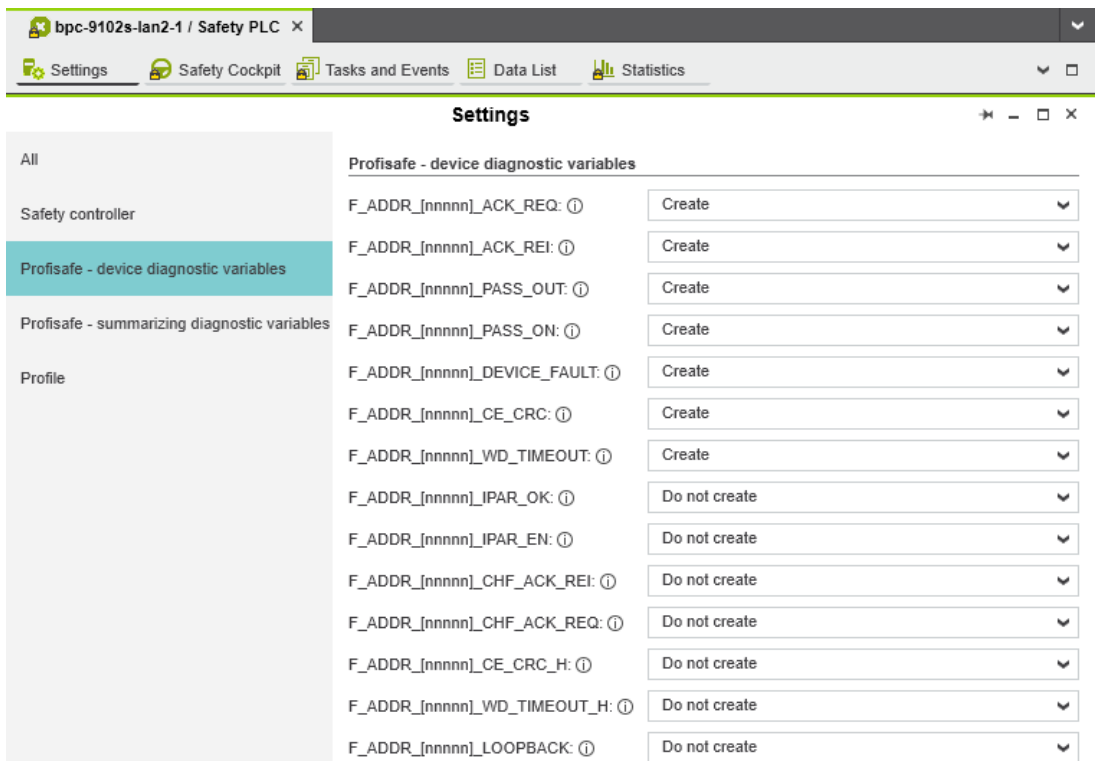 bpc-9102s-lan2-1 / Safety PLC
Settings Safety Cockpit Tasks and Events Data List Statistics
Settings
All
Safety controller
Profisafe - device diagnostic variables
Profisafe - summarizing diagnostic variables
Profile
Profisafe - device diagnostic variables
F_ADDR_[nnnnn]_ACK_REQ: Create
F_ADDR_[nnnnn]_ACK_REI: Create
F_ADDR_[nnnnn]_PASS_OUT: Create
F_ADDR_[nnnnn]_PASS_ON: Create
F_ADDR_[nnnnn]_DEVICE_FAULT: Create
F_ADDR_[nnnnn]_CE_CRC: Create
F_ADDR_[nnnnn]_WD_TIMEOUT: Create
F_ADDR_[nnnnn]_IPAR_OK: Do not create
F_ADDR_[nnnnn]_IPAR_EN: Do not create
F_ADDR_[nnnnn]_CHF_ACK_REI: Do not create
F_ADDR_[nnnnn]_CHF_ACK_REQ: Do not create
F_ADDR_[nnnnn]_CE_CRC_H: Do not create
F_ADDR_[nnnnn]_WD_TIMEOUT_H: Do not create
F_ADDR_[nnnnn]_LOOPBACK: Do not create